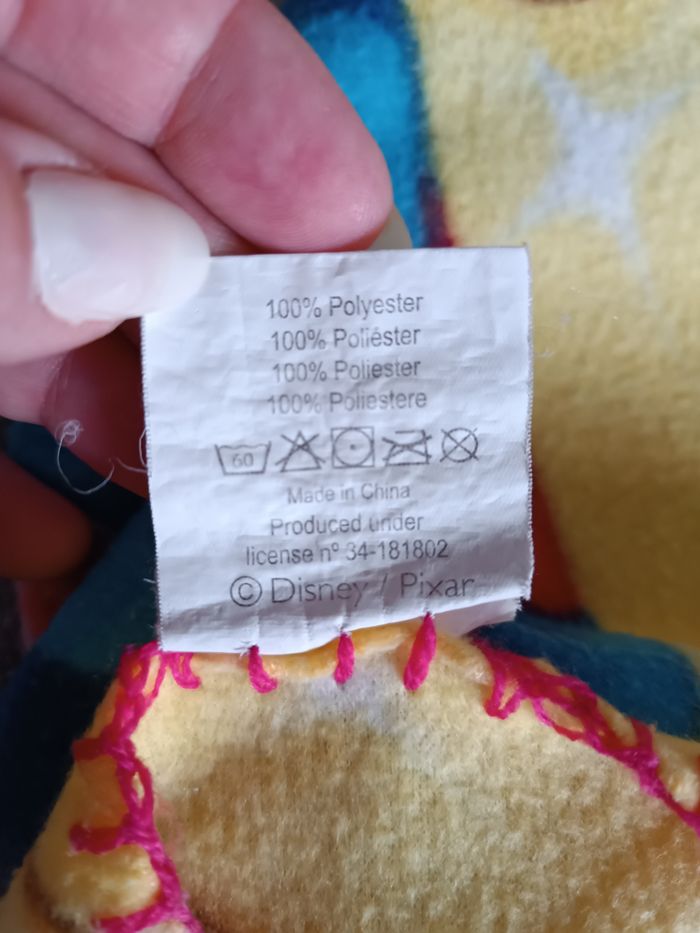 100% Polyester
100% Poliéster
100% Poliester
100% Poliestere
60
Made in China
Produced under
license nº 34-181802
© Disney / Pixar